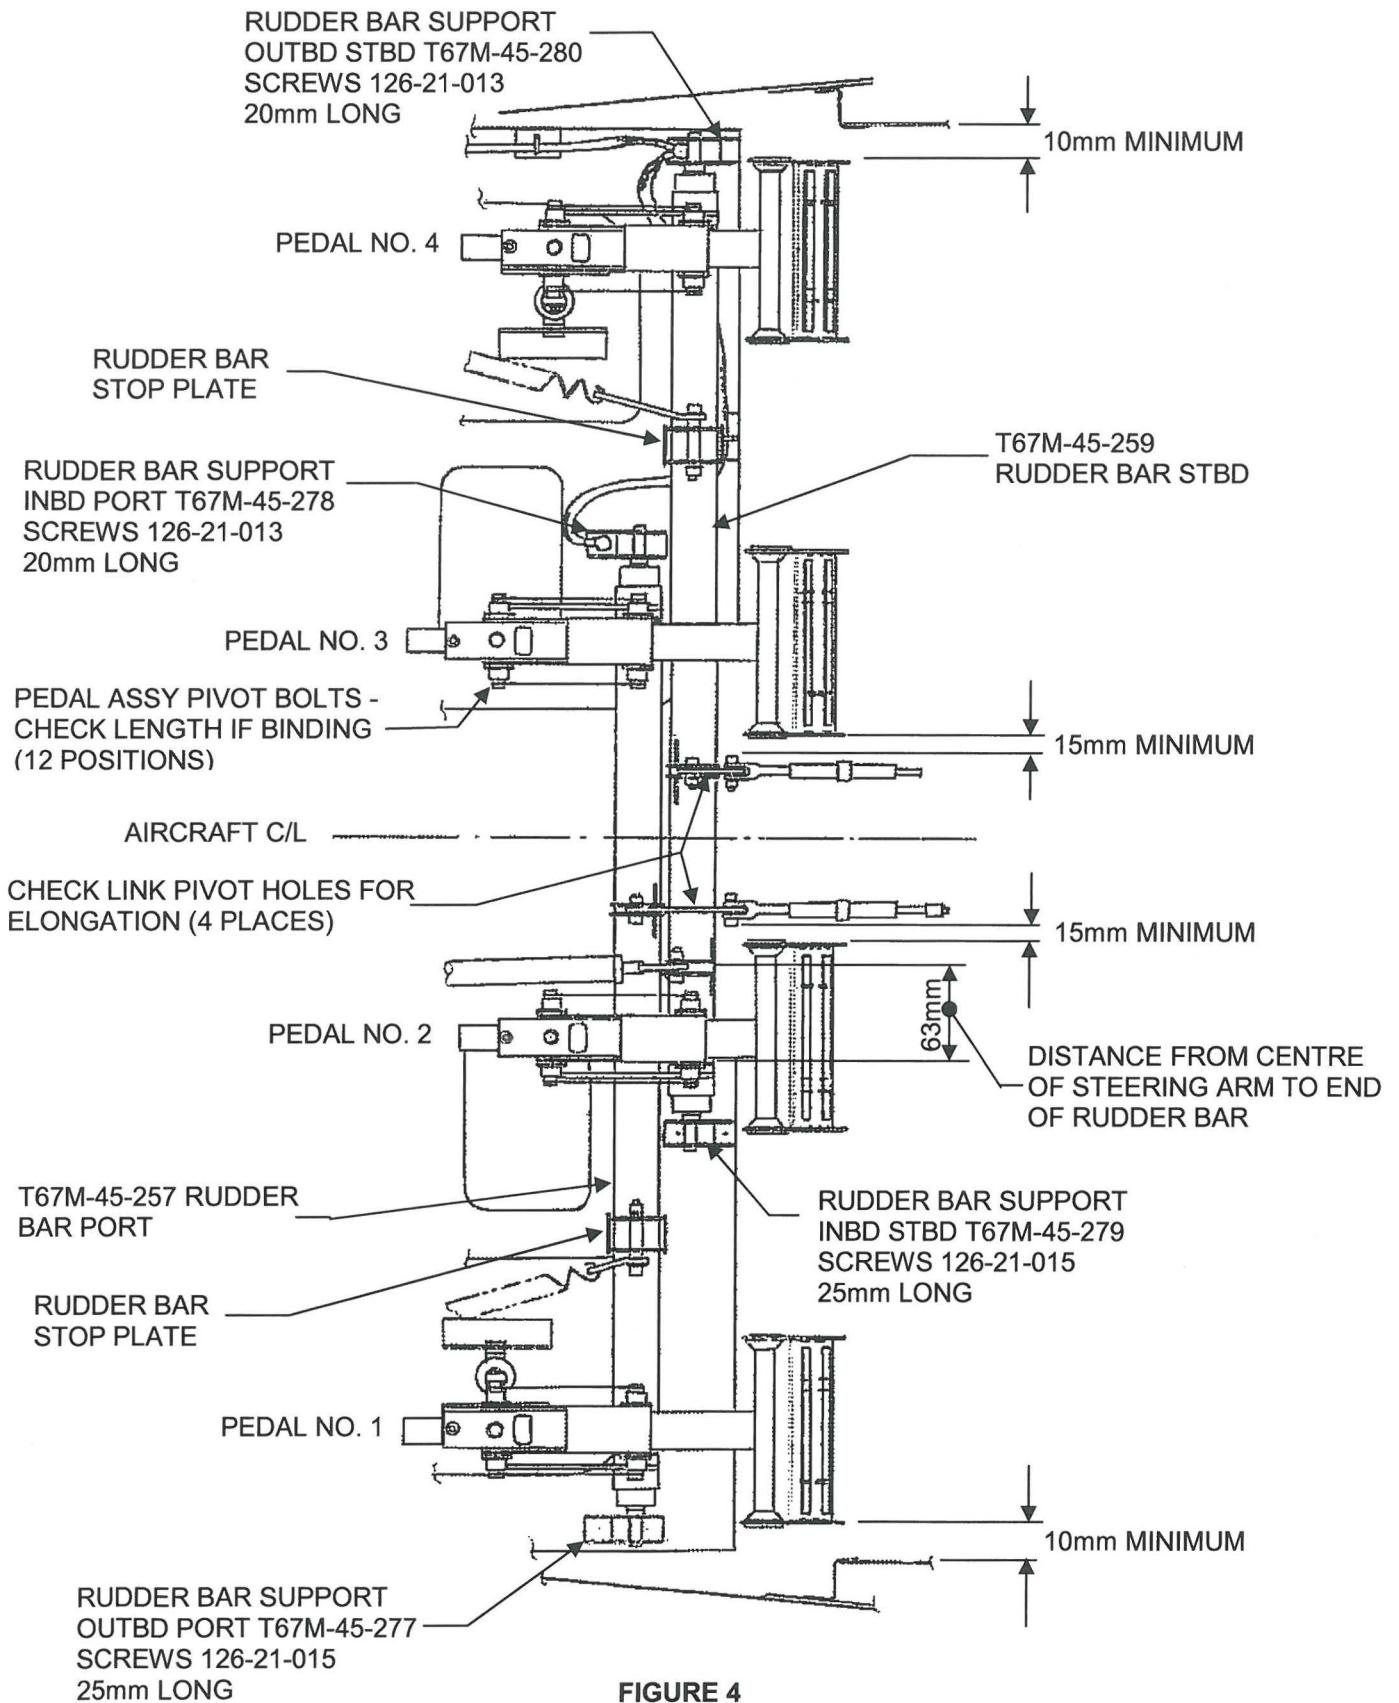 RUDDER BAR SUPPORT
OUTBD STBD T67M-45-280
SCREWS 126-21-013
20mm LONG
10mm MINIMUM
PEDAL NO. 4
RUDDER BAR
STOP PLATE
T67M-45-259
RUDDER BAR STBD
RUDDER BAR SUPPORT
INBD PORT T67M-45-278
SCREWS 126-21-013
20mm LONG
PEDAL NO. 3
PEDAL ASSY PIVOT BOLTS -
CHECK LENGTH IF BINDING
(12 POSITIONS)
15mm MINIMUM
AIRCRAFT C/L
CHECK LINK PIVOT HOLES FOR
ELONGATION (4 PLACES)
15mm MINIMUM
63mm
PEDAL NO. 2
DISTANCE FROM CENTRE
OF STEERING ARM TO END
OF RUDDER BAR
T67M-45-257 RUDDER
BAR PORT
RUDDER BAR SUPPORT
INBD STBD T67M-45-279
SCREWS 126-21-015
25mm LONG
RUDDER BAR
STOP PLATE
PEDAL NO. 1
10mm MINIMUM
RUDDER BAR SUPPORT
OUTBD PORT T67M-45-277
SCREWS 126-21-015
25mm LONG
FIGURE 4